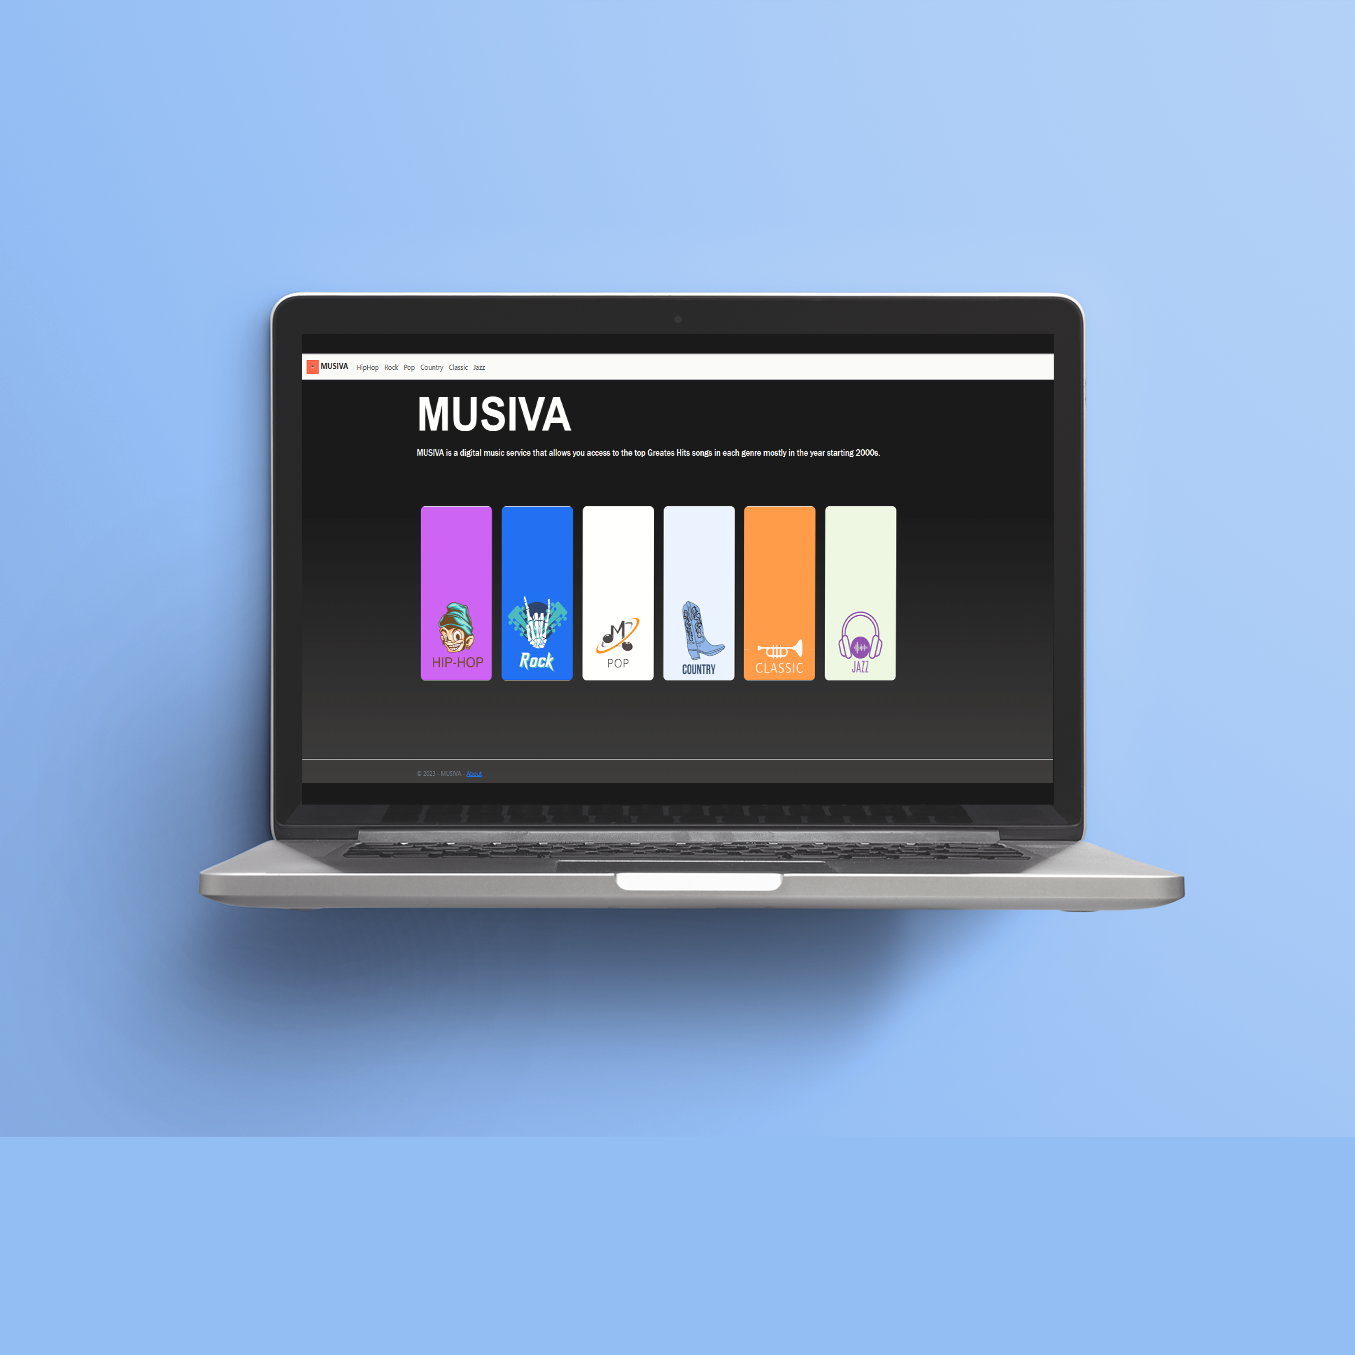 MUSIVA HipHop Rock Pop Country Classic Jazz
MUSIVA
MUSIVA is a digital music service that allows you access to the top Greates Hits songs in each genre mostly in the year starting 2000s.
HIP-HOP
Rock
M
POP
COUNTRY
CLASSIC
JAZZ
© 2023 - MUSIVA - About